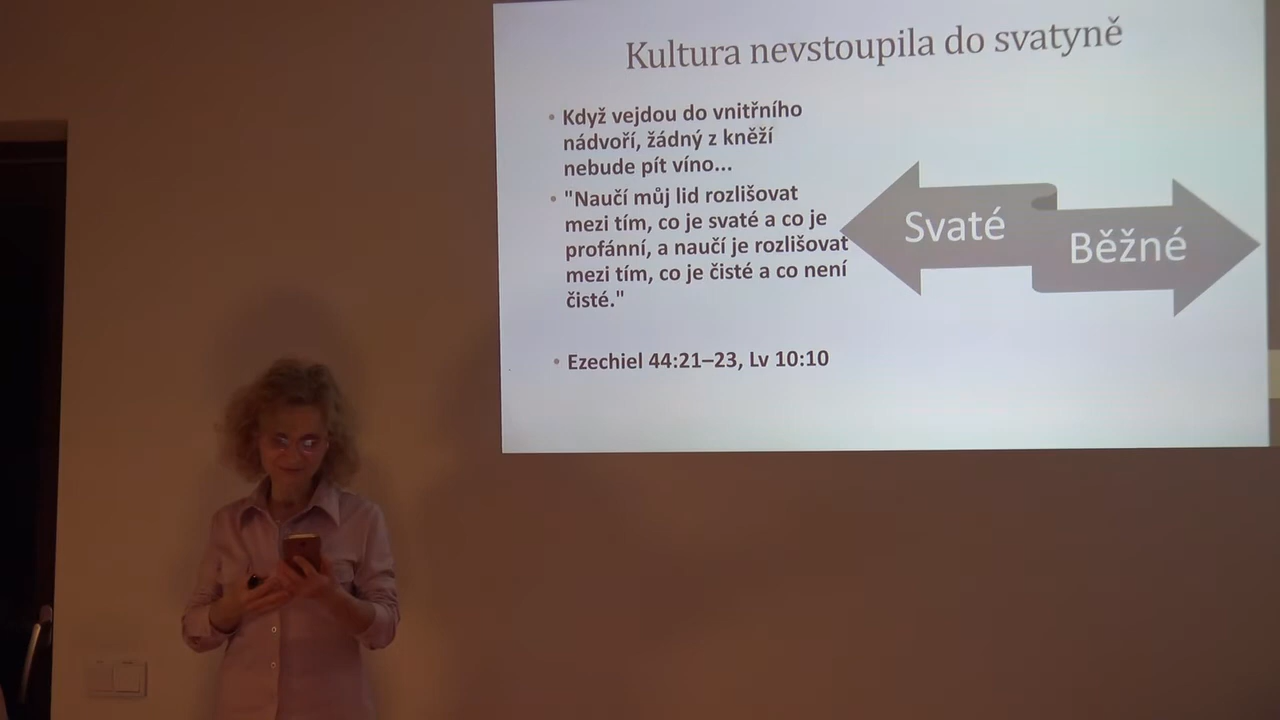 Kultura nevstoupila do svatyně
• Když vejdou do vnitřního
nádvoří, žádný z kněží
nebude pít víno...
• "Naučí můj lid rozlišovat
mezi tím, co je svaté a co je
profánní, a naučí je rozlišovat
mezi tím, co je čisté a co není
čisté."
• Ezechiel 44:21–23, Lv 10:10
Svaté
Běžné